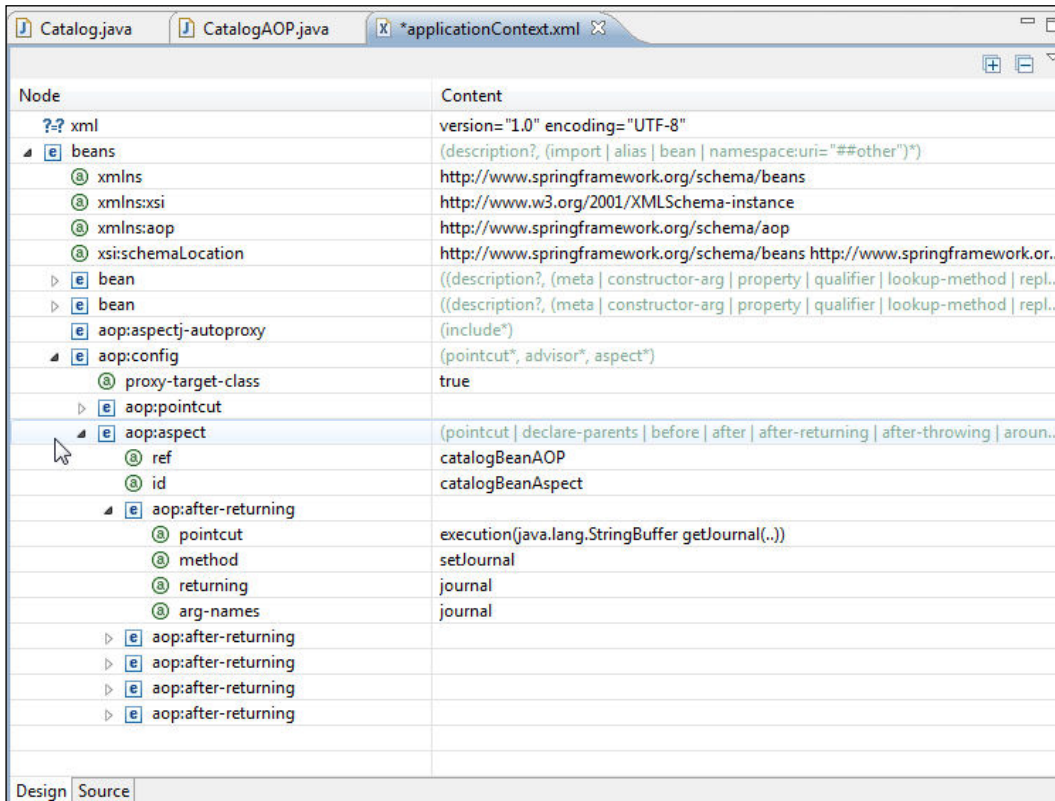 Catalog.java CatalogAOP.java *applicationContext.xml
Node Content
?=? xml version="1.0" encoding="UTF-8"
e beans (description?, (import | alias | bean | namespace:uri="##other")*)
a xmlns http://www.springframework.org/schema/beans
a xmlns:xsi http://www.w3.org/2001/XMLSchema-instance
a xmlns:aop http://www.springframework.org/schema/aop
a xsi:schemaLocation http://www.springframework.org/schema/beans http://www.springframework.or...
e bean ((description?, (meta | constructor-arg | property | qualifier | lookup-method | repl...
e bean ((description?, (meta | constructor-arg | property | qualifier | lookup-method | repl...
e aop:aspectj-autoproxy (include*)
e aop:config (pointcut*, advisor*, aspect*)
a proxy-target-class true
e aop:pointcut
e aop:aspect (pointcut | declare-parents | before | after | after-returning | after-throwing | aroun...
a ref catalogBeanAOP
a id catalogBeanAspect
e aop:after-returning
a pointcut execution(java.lang.StringBuffer getJournal(..))
a method setJournal
a returning journal
a arg-names journal
e aop:after-returning
e aop:after-returning
e aop:after-returning
e aop:after-returning
Design Source